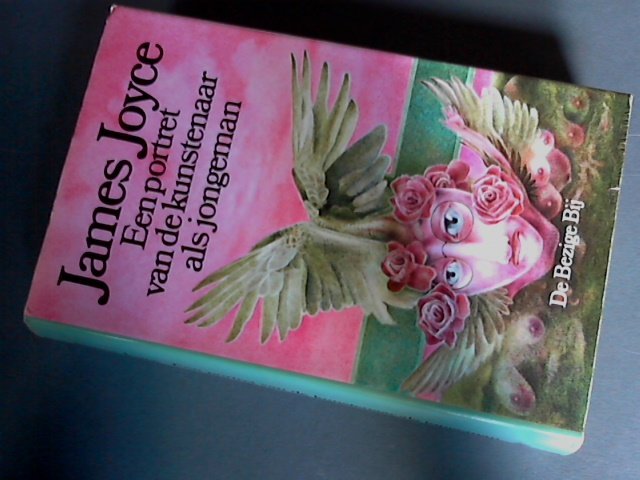 James Joyce
Een portret
van de kunstenaar
als jongeman
De Bezige Bij